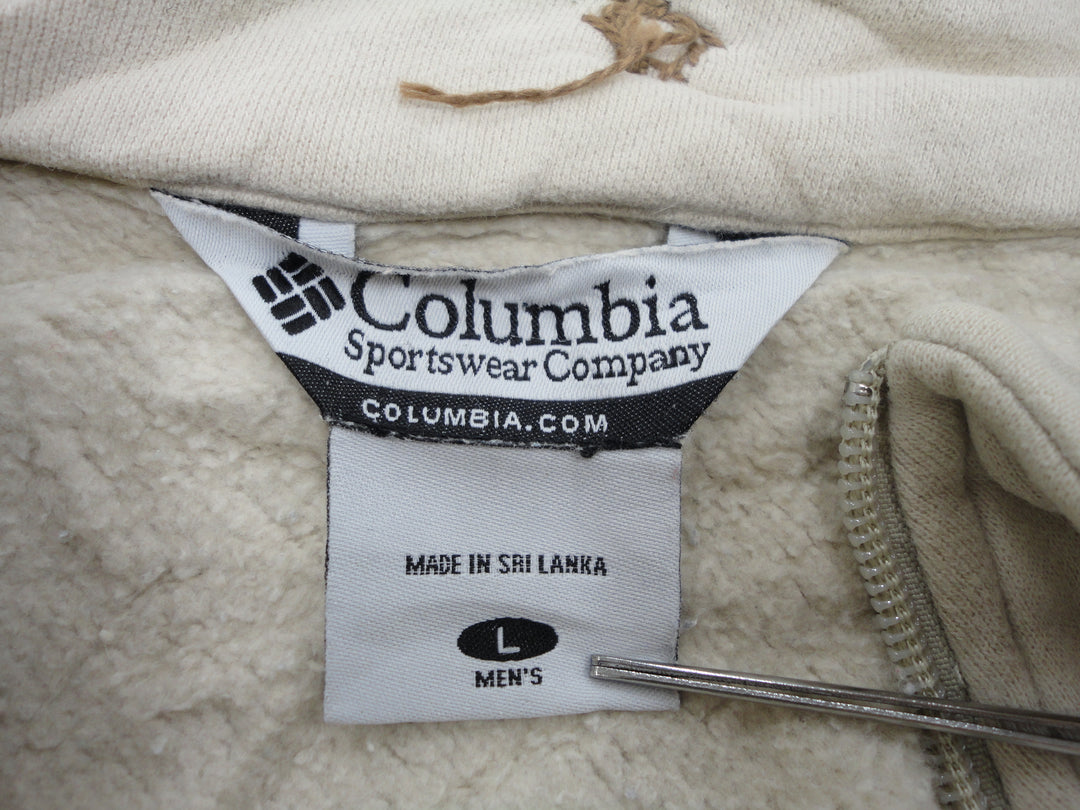 Columbia
Sportswear Company
COLUMBIA.COM
MADE IN SRI LANKA
L
MEN'S